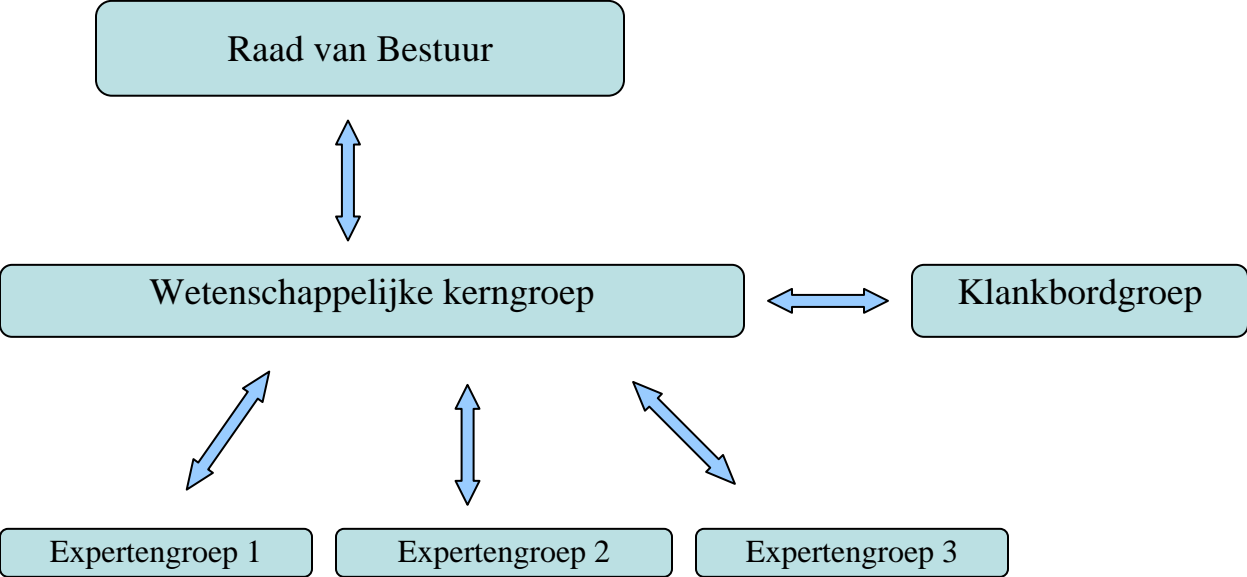 Raad van Bestuur
Wetenschappelijke kerngroep
Klankbordgroep
Expertengroep 1
Expertengroep 2
Expertengroep 3